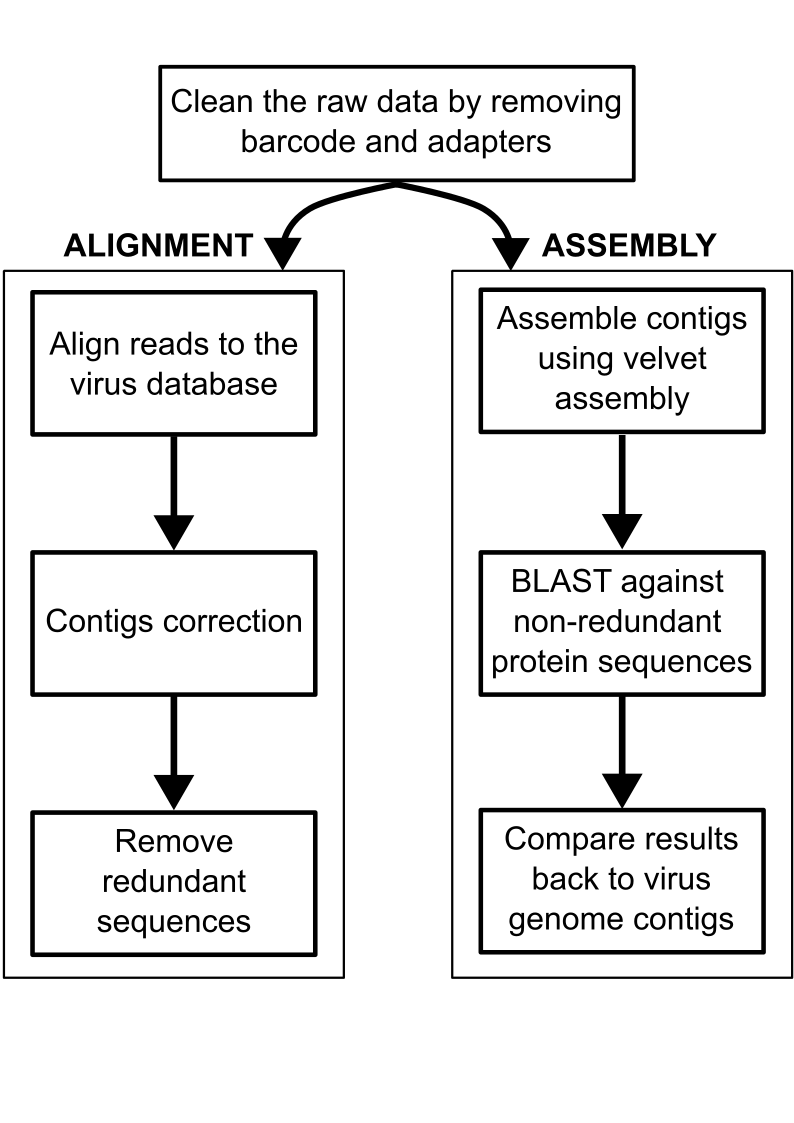 Clean the raw data by removing
barcode and adapters
ALIGNMENT
Align reads to the
virus database
Contigs correction
Remove
redundant
sequences
ASSEMBLY
Assemble contigs
using velvet
assembly
BLAST against
non-redundant
protein sequences
Compare results
back to virus
genome contigs